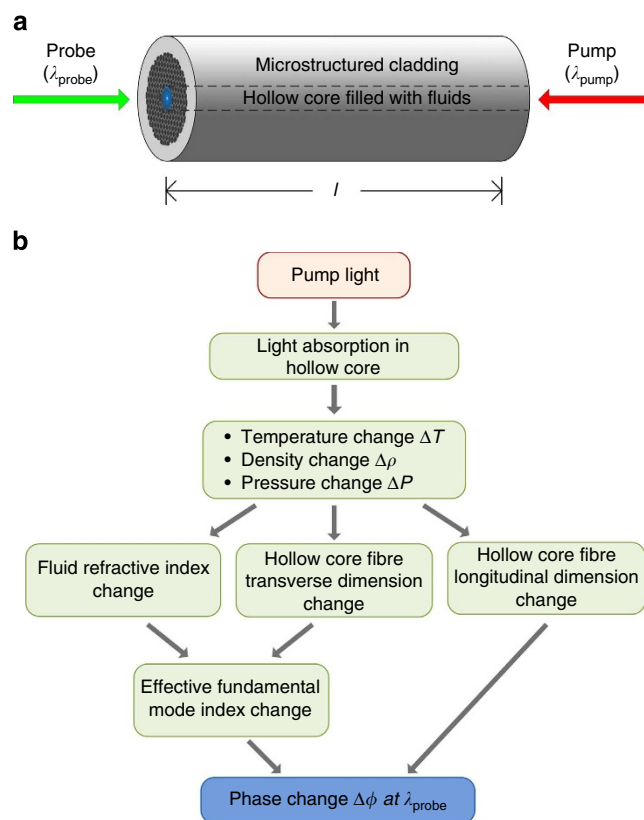 a
Probe
(λprobe)
Pump
(λpump)
Microstructured cladding
Hollow core filled with fluids
l
b
Pump light
Light absorption in
hollow core
• Temperature change ΔT
• Density change Δρ
• Pressure change ΔP
Fluid refractive index
change
Hollow core fibre
transverse dimension
change
Hollow core fibre
longitudinal dimension
change
Effective fundamental
mode index change
Phase change Δϕ at λprobe